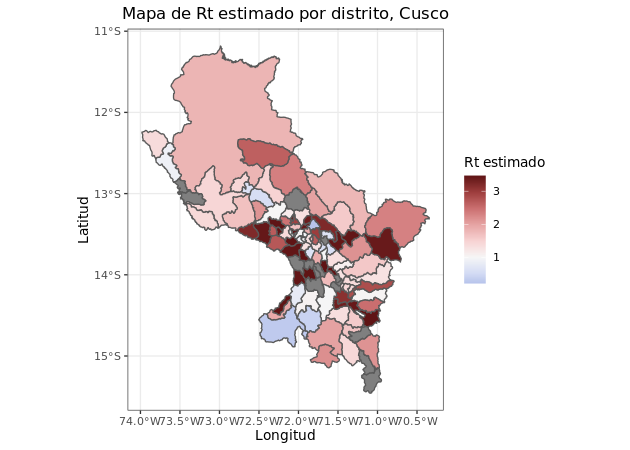 Mapa de Rt estimado por distrito, Cusco
11°S
12°S
13°S
14°S
15°S
Latitud
74.0°W 73.5°W 73.0°W 72.5°W 72.0°W 71.5°W 71.0°W 70.5°W
Longitud
Rt estimado
3
2
1